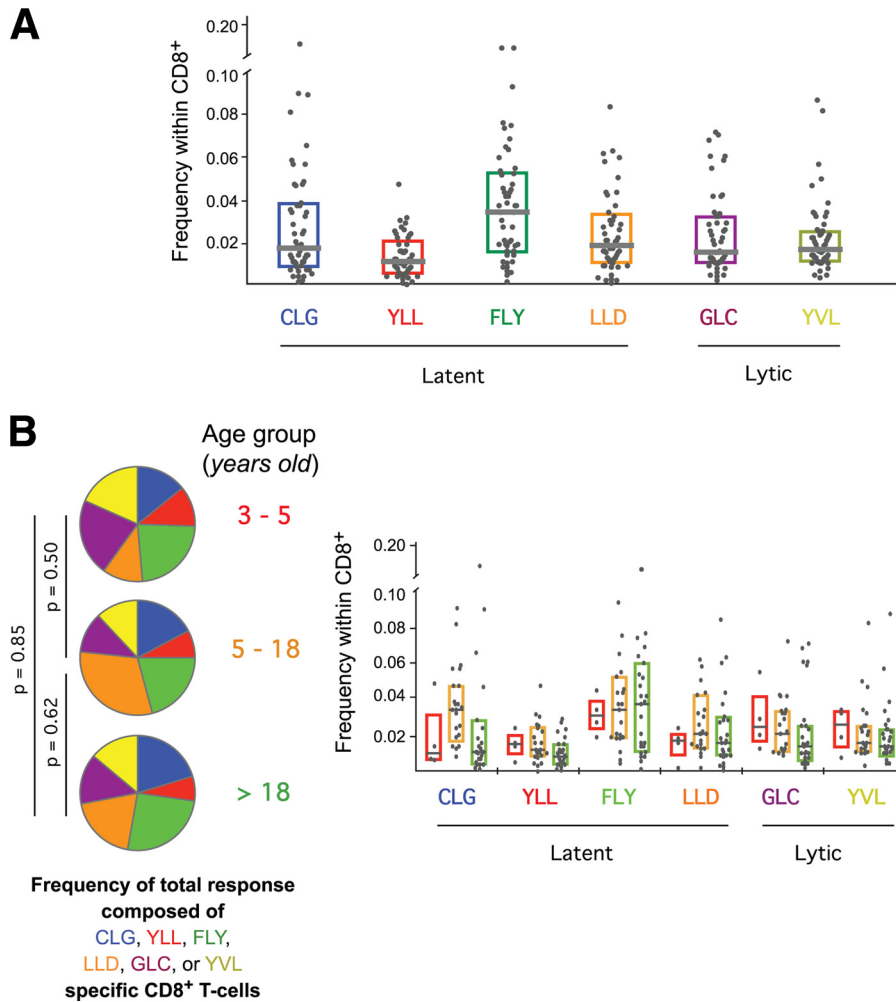 A
Frequency within CD8+
0.20
0.10
0.08
0.06
0.04
0.02
CLG YLL FLY LLD GLC YVL
Latent Lytic
B
Age group
(years old)
3 - 5
5 - 18
> 18
p = 0.50
p = 0.85
p = 0.62
Frequency of total response
composed of
CLG, YLL, FLY,
LLD, GLC, or YVL
specific CD8+ T-cells
Frequency within CD8+
0.20
0.10
0.08
0.06
0.04
0.02
CLG YLL FLY LLD GLC YVL
Latent Lytic